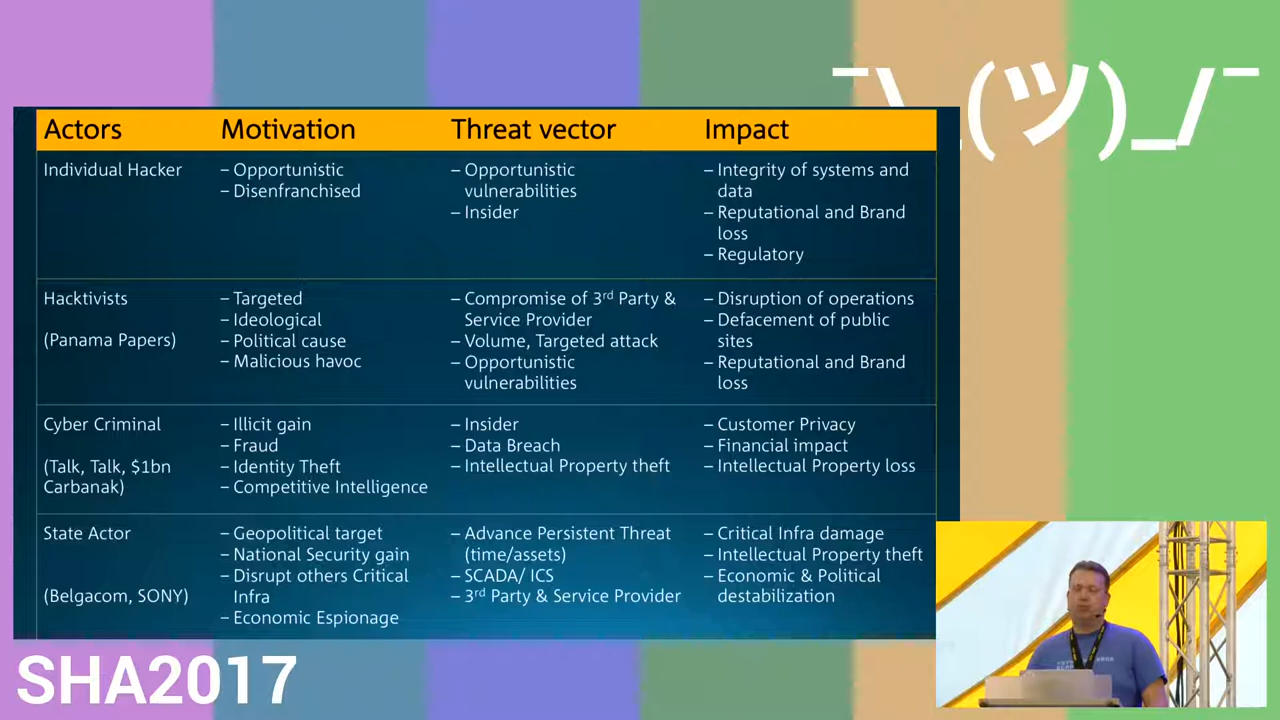 ¯\_(ツ)_/¯
Actors Motivation Threat vector Impact
Individual Hacker
– Opportunistic
– Disenfranchised
– Opportunistic
vulnerabilities
– Insider
– Integrity of systems and
data
– Reputational and Brand
loss
– Regulatory
Hacktivists
(Panama Papers)
– Targeted
– Ideological
– Political cause
– Malicious havoc
– Compromise of 3rd Party &
Service Provider
– Volume, Targeted attack
– Opportunistic
vulnerabilities
– Disruption of operations
– Defacement of public
sites
– Reputational and Brand
loss
Cyber Criminal
(Talk, Talk, $1bn
Carbanak)
– Illicit gain
– Fraud
– Identity Theft
– Competitive Intelligence
– Insider
– Data Breach
– Intellectual Property theft
– Customer Privacy
– Financial impact
– Intellectual Property loss
State Actor
(Belgacom, SONY)
– Geopolitical target
– National Security gain
– Disrupt others Critical
Infra
– Economic Espionage
– Advance Persistent Threat
(time/assets)
– SCADA/ ICS
– 3rd Party & Service Provider
– Critical Infra damage
– Intellectual Property theft
– Economic & Political
destabilization
SHA2017